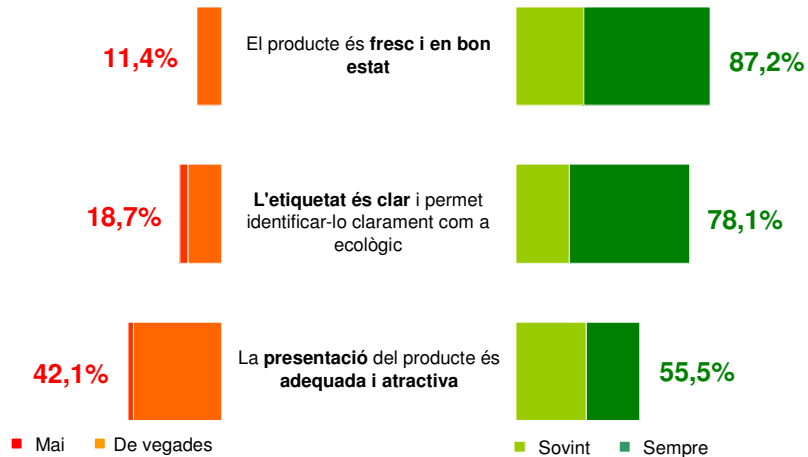 11,4%
El producte és fresc i en bon
estat
87,2%
18,7%
L'etiquetat és clar i permet
identificar-lo clarament com a
ecològic
78,1%
42,1%
La presentació del producte és
adequada i atractiva
55,5%
Mai De vegades
Sovint Sempre